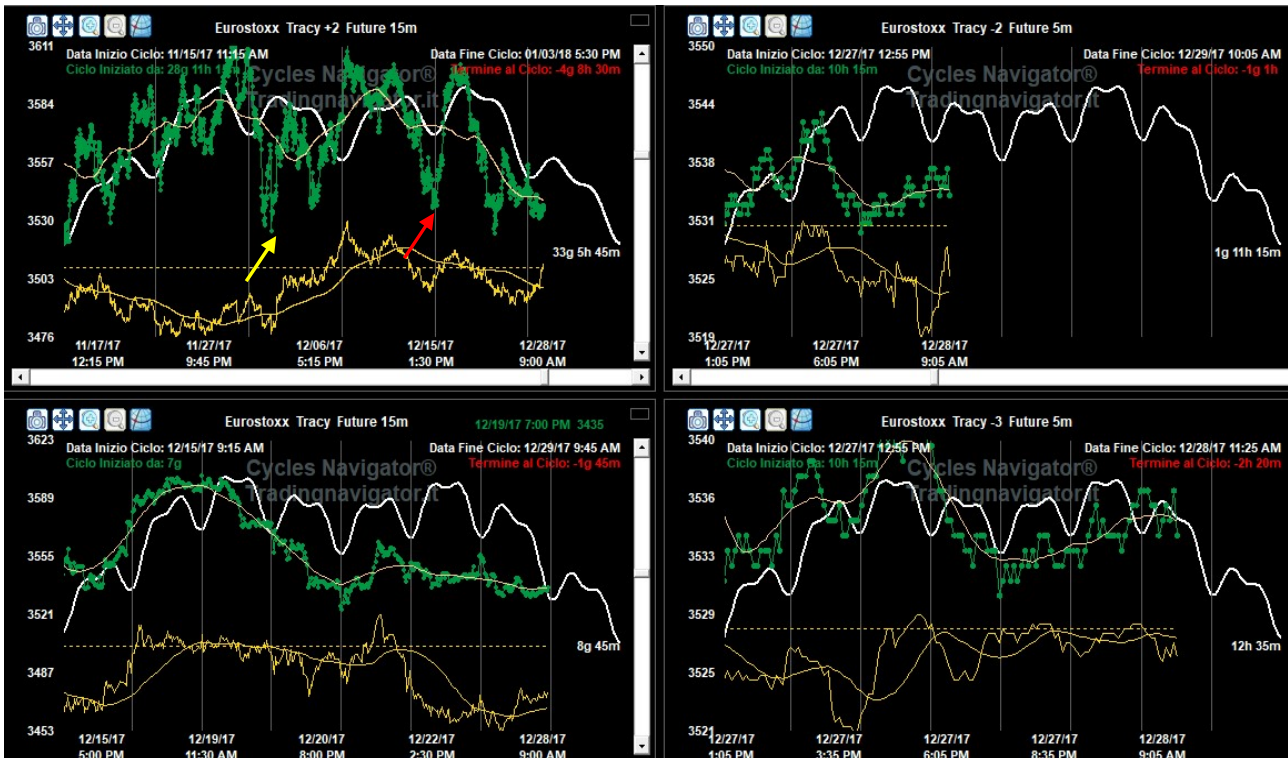 Eurostoxx Tracy +2 Future 15m
3611
Data Inizio Ciclo: 11/15/17 11:15 AM
Data Fine Ciclo: 01/03/18 5:30 PM
Termine al Ciclo: -4g 8h 30m
Cycles Navigator®
Tradingnavigator.it
3584
3557
3530
3503
3476
33g 5h 45m
11/17/17 11/27/17 12/06/17 12/15/17 12/28/17
12:15 PM 9:45 PM 5:15 PM 1:30 PM 9:00 AM
Eurostoxx Tracy -2 Future 5m
3550
Data Inizio Ciclo: 12/27/17 12:55 PM
Data Fine Ciclo: 12/29/17 10:05 AM
Ciclo Iniziato da: 10h 15m
Termine al Ciclo: -1g 1h
Cycles Navigator®
Tradingnavigator.it
3544
3538
3531
3525
3519
1g 11h 15m
12/27/17 12/27/17 12/28/17
1:05 PM 6:05 PM 9:05 AM
Eurostoxx Tracy Future 15m
12/19/17 7:00 PM 3435
3623
Data Inizio Ciclo: 12/15/17 9:15 AM
Data Fine Ciclo: 12/29/17 9:45 AM
Ciclo Iniziato da: 7g
Termine al Ciclo: -1g 45m
Cycles Navigator®
Tradingnavigator.it
3589
3555
3521
3487
3453
8g 45m
12/15/17 12/19/17 12/20/17 12/22/17 12/28/17
5:00 PM 11:30 AM 8:00 PM 2:30 PM 9:00 AM
Eurostoxx Tracy -3 Future 5m
3540
Data Inizio Ciclo: 12/27/17 12:55 PM
Data Fine Ciclo: 12/28/17 11:25 AM
Ciclo Iniziato da: 10h 15m
Termine al Ciclo: -2h 20m
Cycles Navigator®
Tradingnavigator.it
3536
3533
3529
3525
3521
12h 35m
12/27/17 12/27/17 12/27/17 12/27/17 12/28/17
1:05 PM 3:35 PM 6:05 PM 8:35 PM 9:05 AM